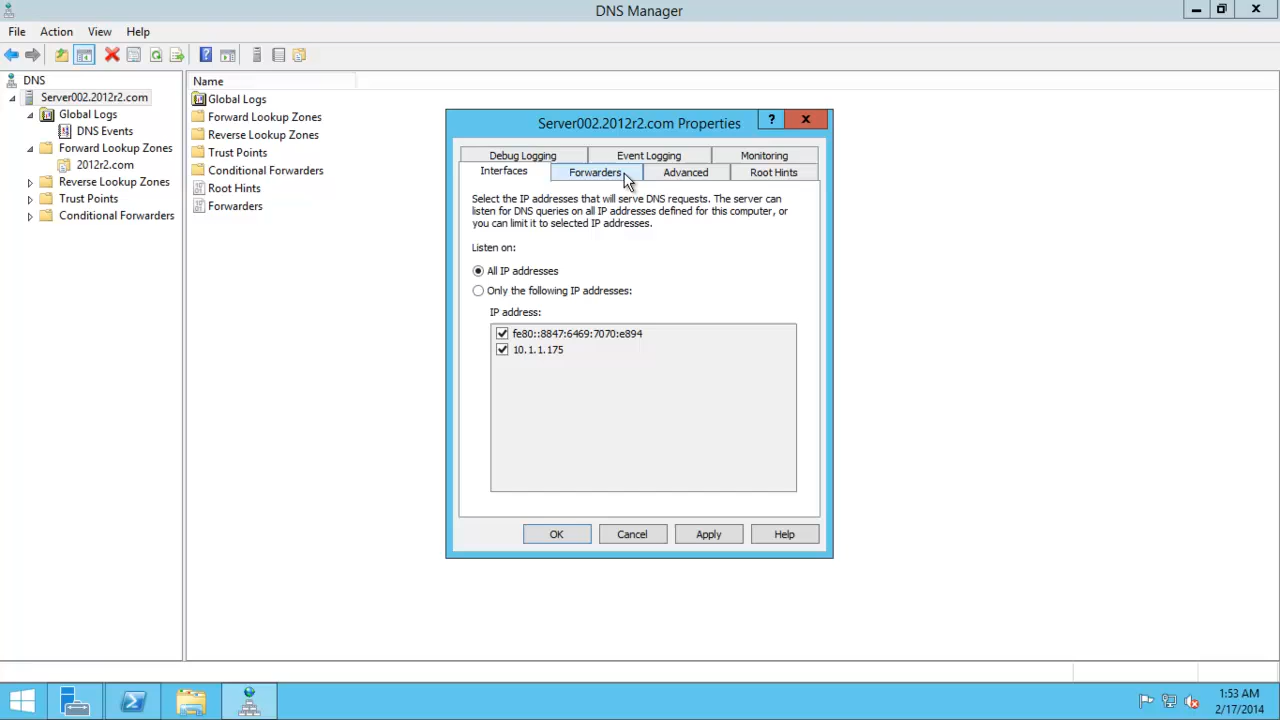 DNS Manager
File Action View Help
DNS
Server002.2012r2.com
Global Logs
DNS Events
Forward Lookup Zones
2012r2.com
Reverse Lookup Zones
Trust Points
Conditional Forwarders
Name
Global Logs
Forward Lookup Zones
Reverse Lookup Zones
Trust Points
Conditional Forwarders
Root Hints
Forwarders
Server002.2012r2.com Properties
? X
Debug Logging Event Logging Monitoring
Interfaces Forwarders Advanced Root Hints
Select the IP addresses that will serve DNS requests. The server can
listen for DNS queries on all IP addresses defined for this computer, or
you can limit it to selected IP addresses.
Listen on:
All IP addresses
Only the following IP addresses:
IP address:
fe80::8847:6469:7070:e894
10.1.1.175
OK Cancel Apply Help
1:53 AM
2/17/2014